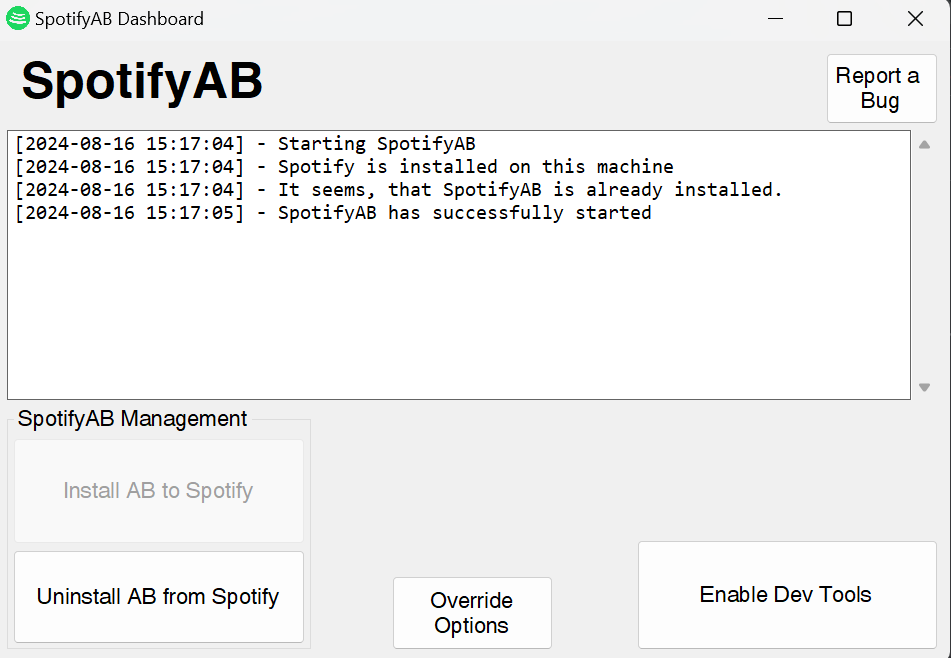 SpotifyAB Dashboard
SpotifyAB
Report a
Bug
[2024-08-16 15:17:04] - Starting SpotifyAB
[2024-08-16 15:17:04] - Spotify is installed on this machine
[2024-08-16 15:17:04] - It seems, that SpotifyAB is already installed.
[2024-08-16 15:17:05] - SpotifyAB has successfully started
SpotifyAB Management
Install AB to Spotify
Uninstall AB from Spotify
Override
Options
Enable Dev Tools